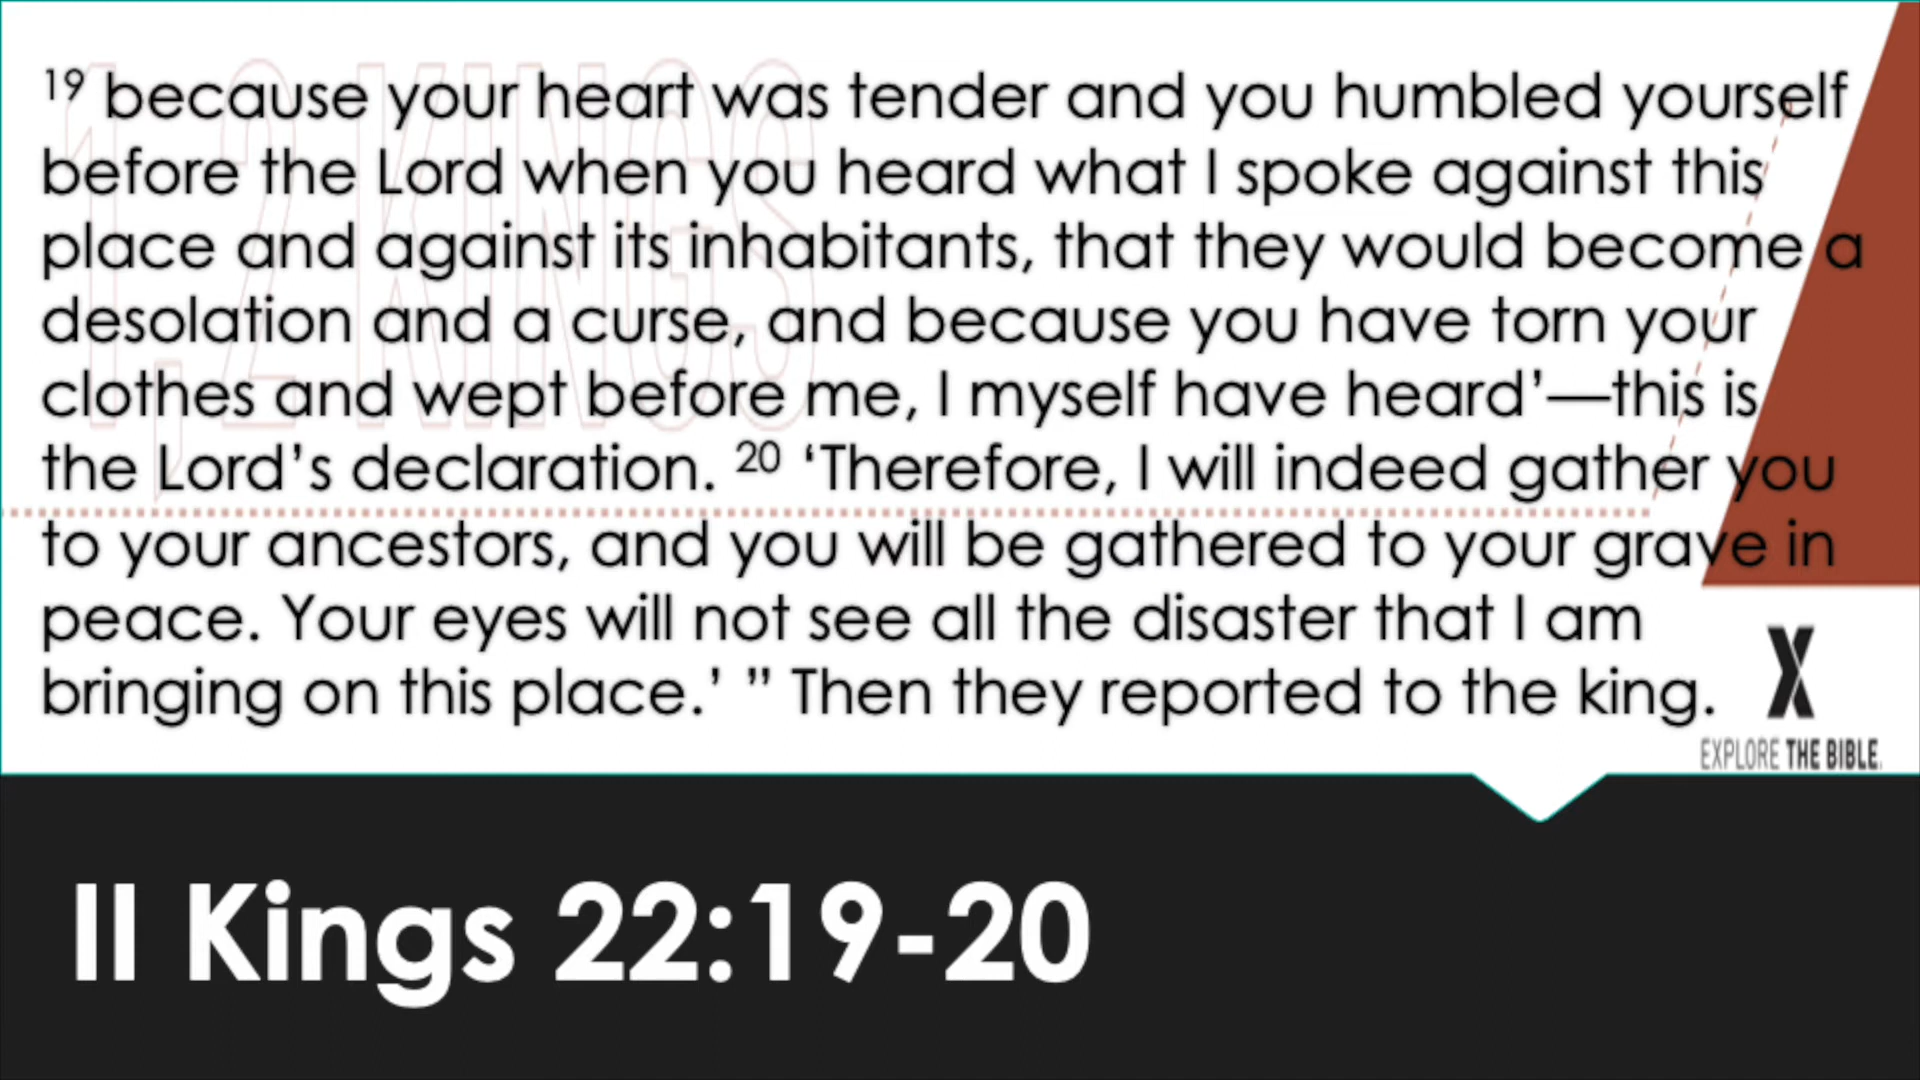 1, 2 KINGS
19 because your heart was tender and you humbled yourself
before the Lord when you heard what I spoke against this
place and against its inhabitants, that they would become a
desolation and a curse, and because you have torn your
clothes and wept before me, I myself have heard’—this is
the Lord’s declaration. 20 ‘Therefore, I will indeed gather you
to your ancestors, and you will be gathered to your grave in
peace. Your eyes will not see all the disaster that I am
bringing on this place.’ ” Then they reported to the king.
X
EXPLORE THE BIBLE.
II Kings 22:19-20